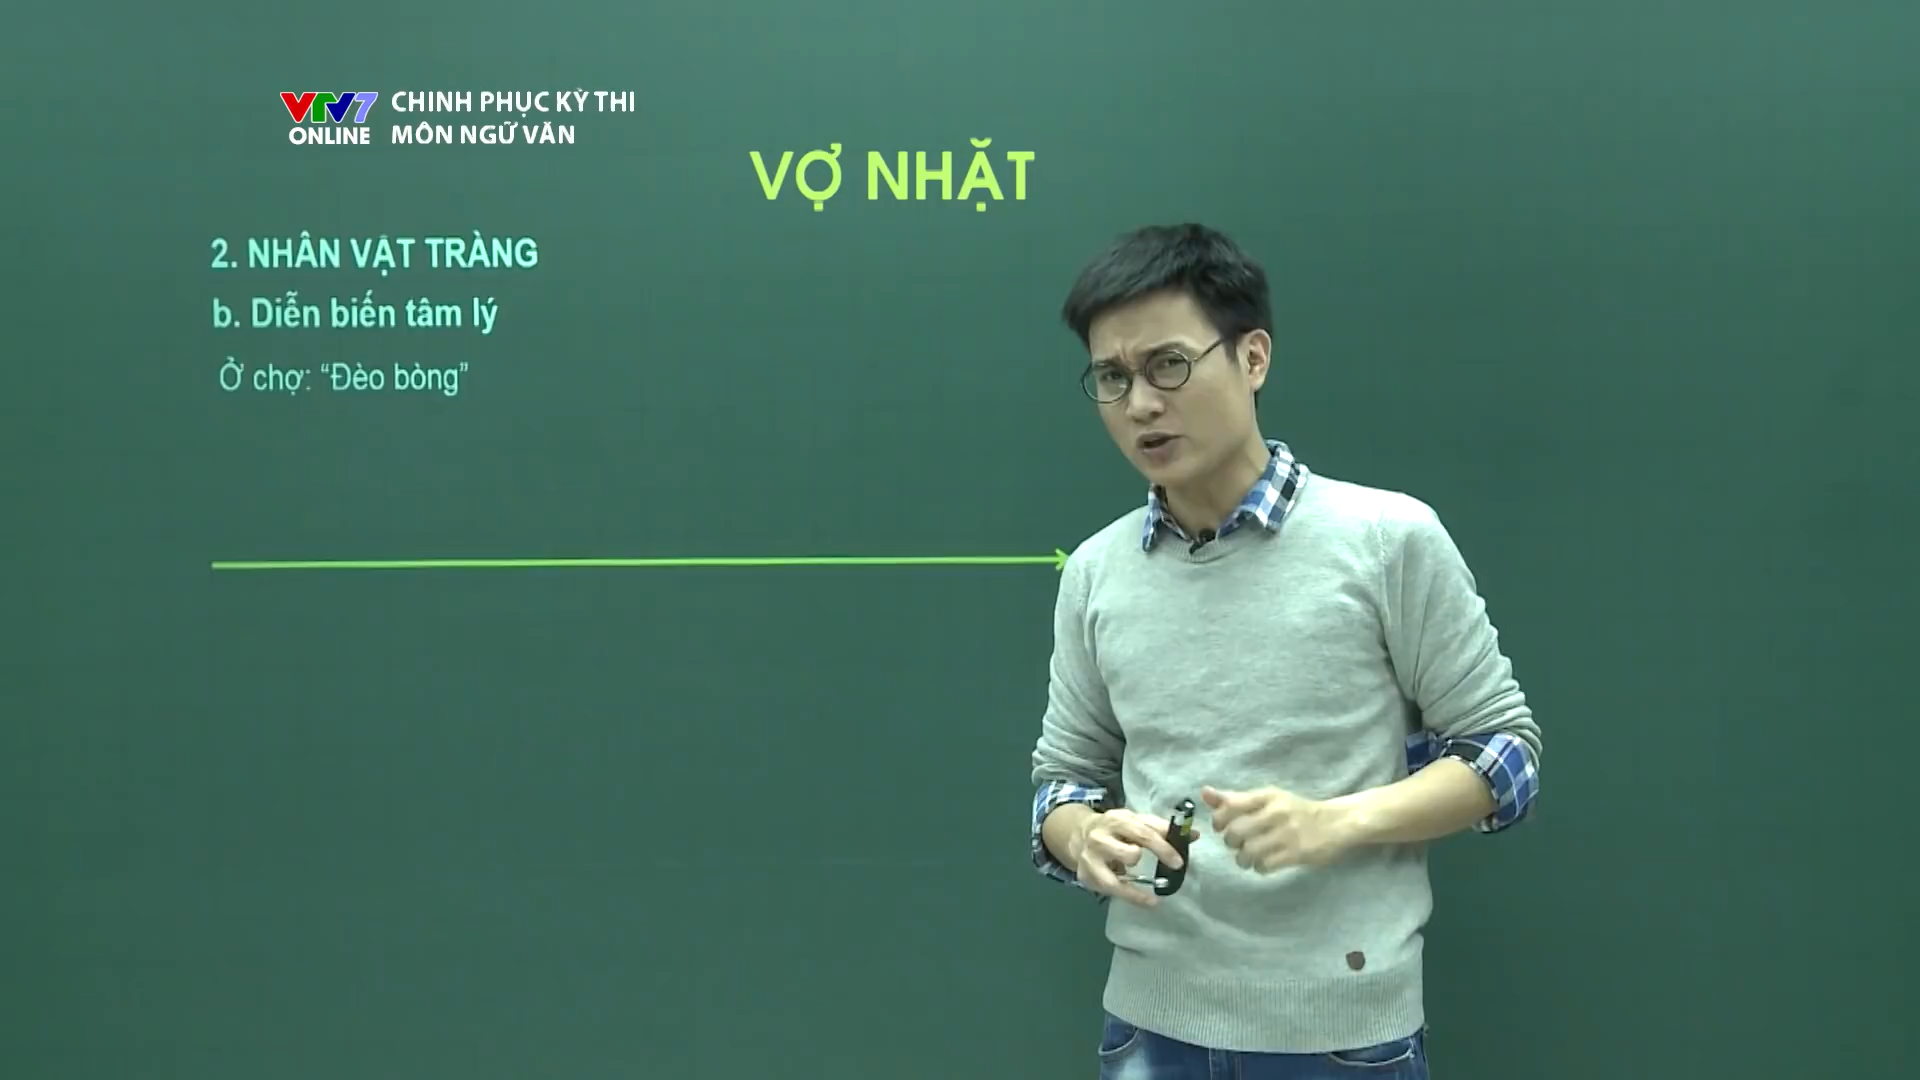 VTV7 CHINH PHỤC KỲ THI
ONLINE MÔN NGỮ VĂN
VỢ NHẶT
2. NHÂN VẬT TRÀNG
b. Diễn biến tâm lý
Ở chợ: “Đèo bòng”